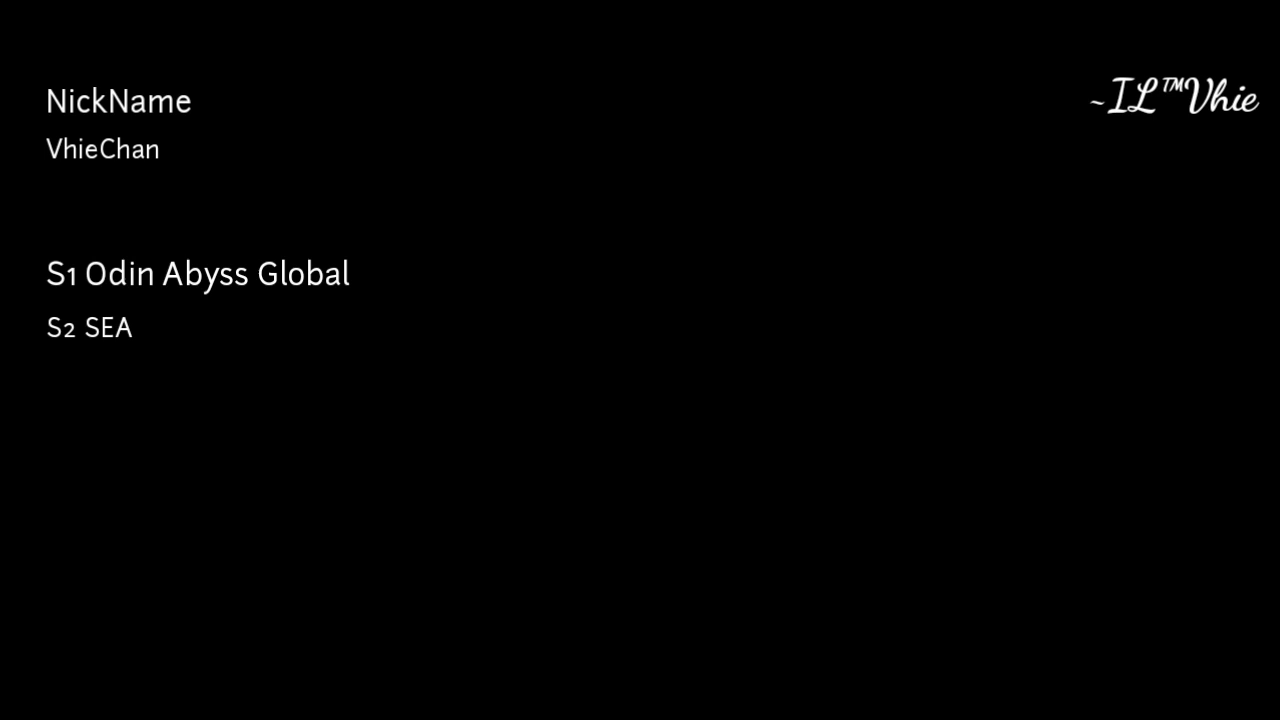 NickName
~IL™Vhie
VhieChan
S1 Odin Abyss Global
S2 SEA